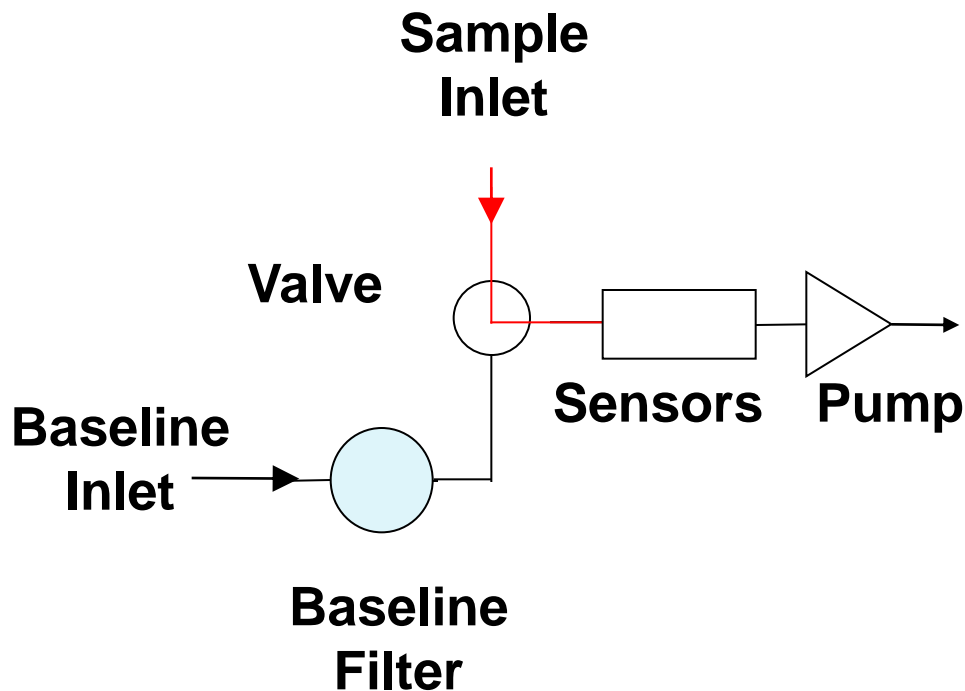 Sample
Inlet
Valve
Sensors
Pump
Baseline
Inlet
Baseline
Filter